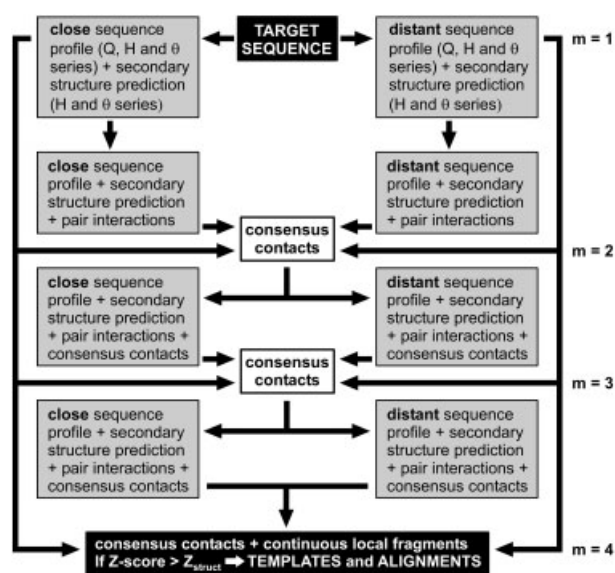 TARGET
SEQUENCE
close sequence
profile (Q, H and θ
series) + secondary
structure prediction
(H and θ series)
distant sequence
profile (Q, H and θ
series) + secondary
structure prediction
(H and θ series)
m = 1
close sequence
profile + secondary
structure prediction
+ pair interactions
distant sequence
profile + secondary
structure prediction
+ pair interactions
consensus
contacts
m = 2
close sequence
profile + secondary
structure prediction
+ pair interactions +
consensus contacts
distant sequence
profile + secondary
structure prediction
+ pair interactions +
consensus contacts
consensus
contacts
m = 3
close sequence
profile + secondary
structure prediction
+ pair interactions +
consensus contacts
distant sequence
profile + secondary
structure prediction
+ pair interactions +
consensus contacts
consensus contacts + continuous local fragments
If Z-score > Zstruct ➡ TEMPLATES and ALIGNMENTS
m = 4